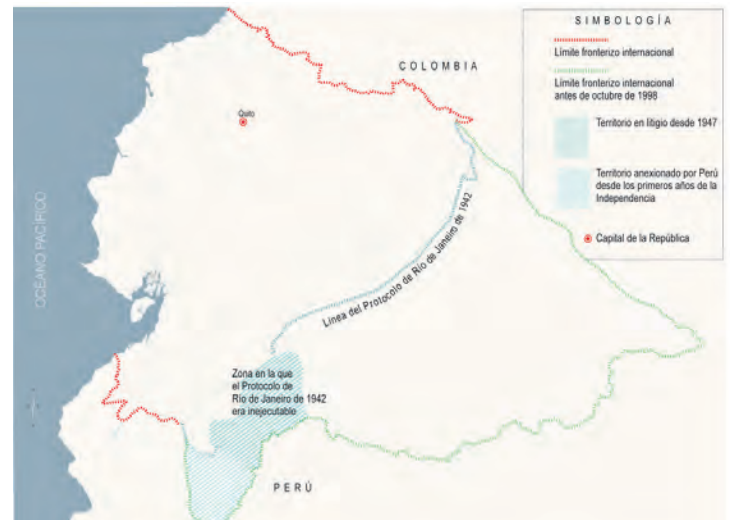 SIMBOLOGÍA
Límite fronterizo internacional
Límite fronterizo internacional
antes de octubre de 1998
Territorio en litigio desde 1947
Territorio anexionado por Perú
desde los primeros años de la
Independencia
Capital de la República
COLOMBIA
Quito
OCEANO PACÍFICO
Línea del Protocolo de Río de Janeiro de 1942
Zona en la que
el Protocolo de
Río de Janeiro de 1942
era inejecutable
PERÚ